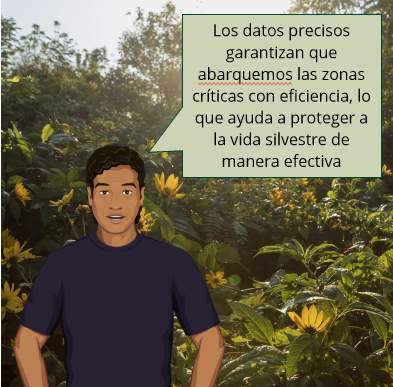 Los datos precisos
garantizan que
abarquemos las zonas
críticas con eficiencia, lo
que ayuda a proteger a
la vida silvestre de
manera efectiva